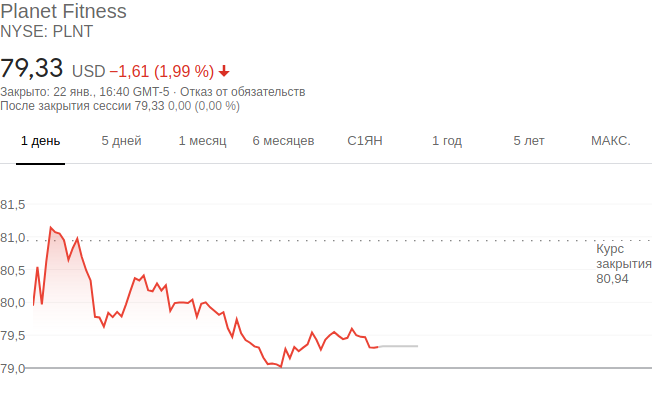 Planet Fitness
NYSE: PLNT
79,33 USD −1,61 (1,99 %)
Закрыто: 22 янв., 16:40 GMT-5 · Отказ от обязательств
После закрытия сессии 79,33 0,00 (0,00 %)
1 день 5 дней 1 месяц 6 месяцев С1ЯН 1 год 5 лет МАКС.
81,5
81,0
Курс
закрытия
80,94
80,5
80,0
79,5
79,0